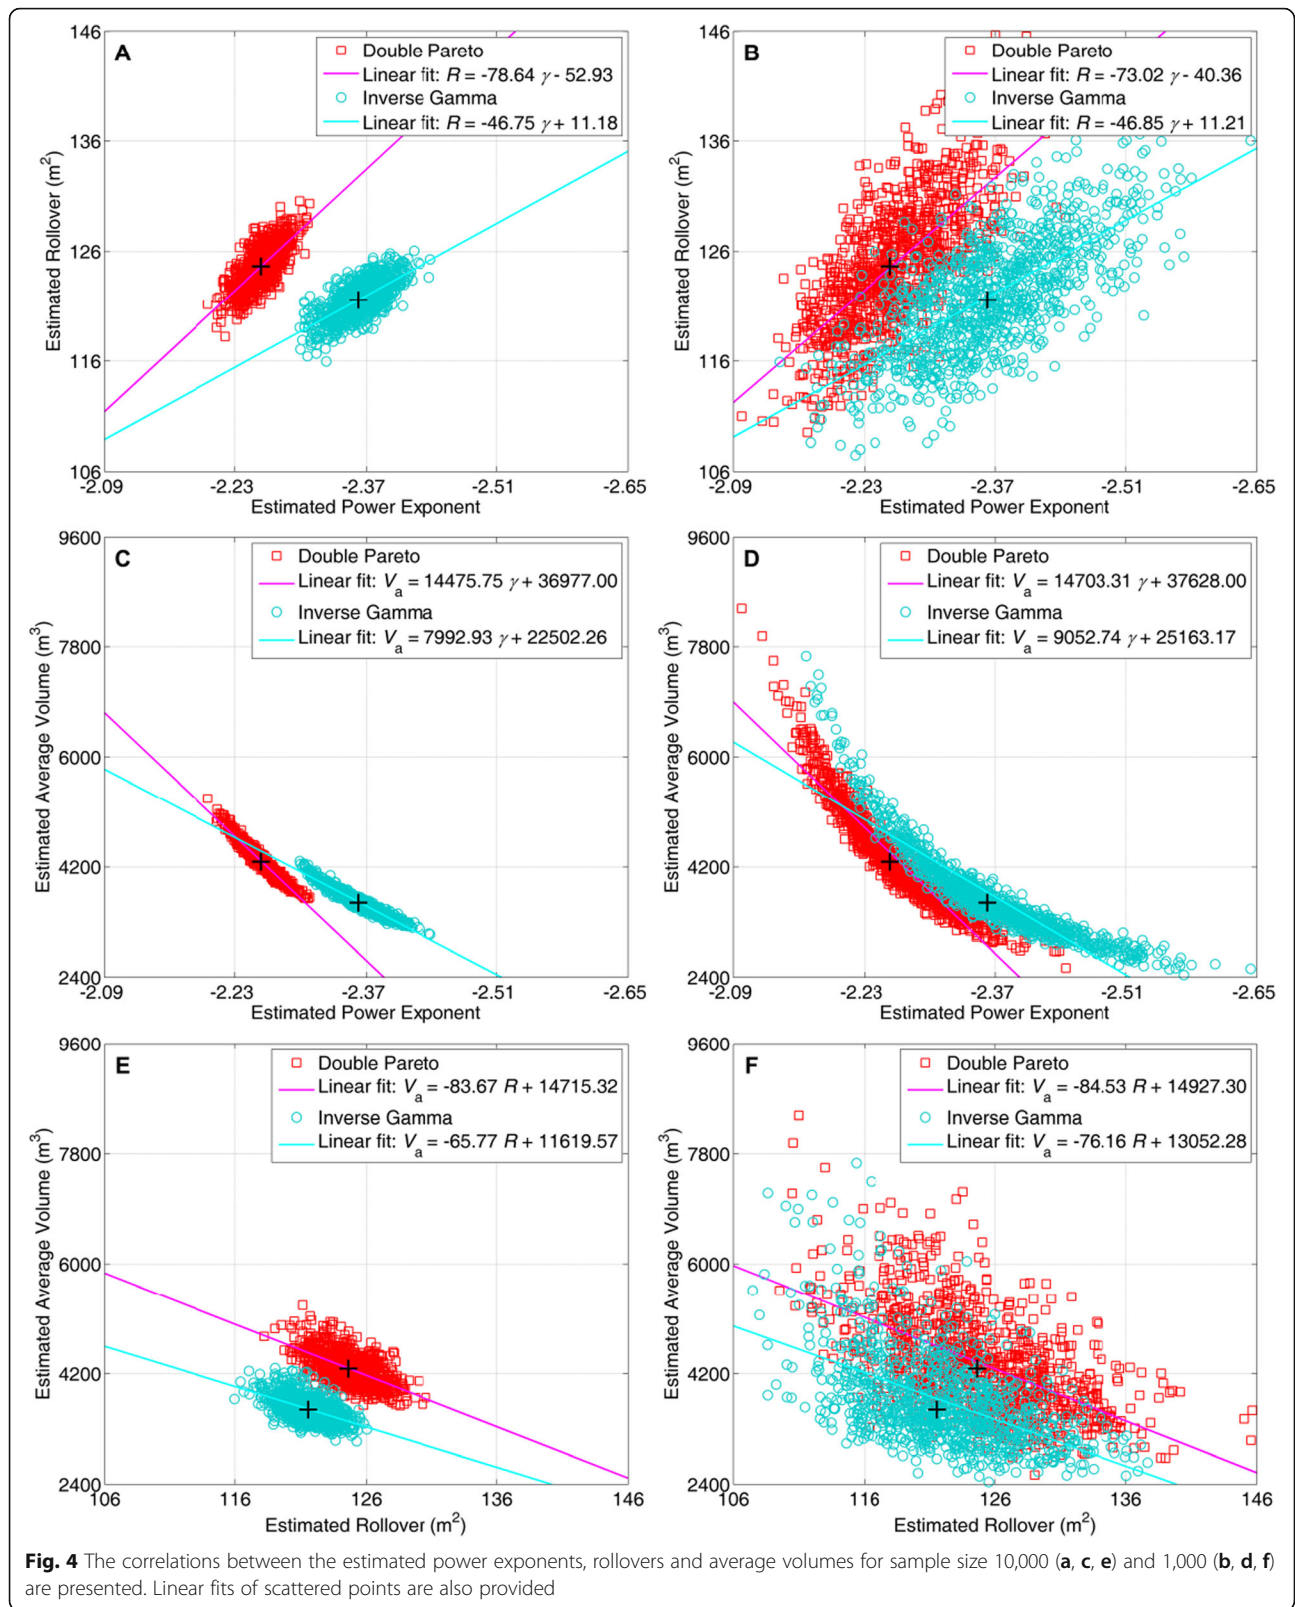 A
146
136
126
116
106
Estimated Rollover (m²)
Double Pareto
Linear fit: R = -78.64 γ - 52.93
Inverse Gamma
Linear fit: R = -46.75 γ + 11.18
-2.09 -2.23 -2.37 -2.51 -2.65
Estimated Power Exponent
B
146
136
126
116
106
Estimated Rollover (m²)
Double Pareto
Linear fit: R = -73.02 γ - 40.36
Inverse Gamma
Linear fit: R = -46.85 γ + 11.21
-2.09 -2.23 -2.37 -2.51 -2.65
Estimated Power Exponent
C
9600
7800
6000
4200
2400
Estimated Average Volume (m³)
Double Pareto
Linear fit: Vₐ = 14475.75 γ + 36977.00
Inverse Gamma
Linear fit: Vₐ = 7992.93 γ + 22502.26
-2.09 -2.23 -2.37 -2.51 -2.65
Estimated Power Exponent
D
9600
7800
6000
4200
2400
Estimated Average Volume (m³)
Double Pareto
Linear fit: Vₐ = 14703.31 γ + 37628.00
Inverse Gamma
Linear fit: Vₐ = 9052.74 γ + 25163.17
-2.09 -2.23 -2.37 -2.51 -2.65
Estimated Power Exponent
E
9600
7800
6000
4200
2400
Estimated Average Volume (m³)
Double Pareto
Linear fit: Vₐ = -83.67 R + 14715.32
Inverse Gamma
Linear fit: Vₐ = -65.77 R + 11619.57
106 116 126 136 146
Estimated Rollover (m²)
F
9600
7800
6000
4200
2400
Estimated Average Volume (m³)
Double Pareto
Linear fit: Vₐ = -84.53 R + 14927.30
Inverse Gamma
Linear fit: Vₐ = -76.16 R + 13052.28
106 116 126 136 146
Estimated Rollover (m²)
Fig. 4 The correlations between the estimated power exponents, rollovers and average volumes for sample size 10,000 (a, c, e) and 1,000 (b, d, f)
are presented. Linear fits of scattered points are also provided